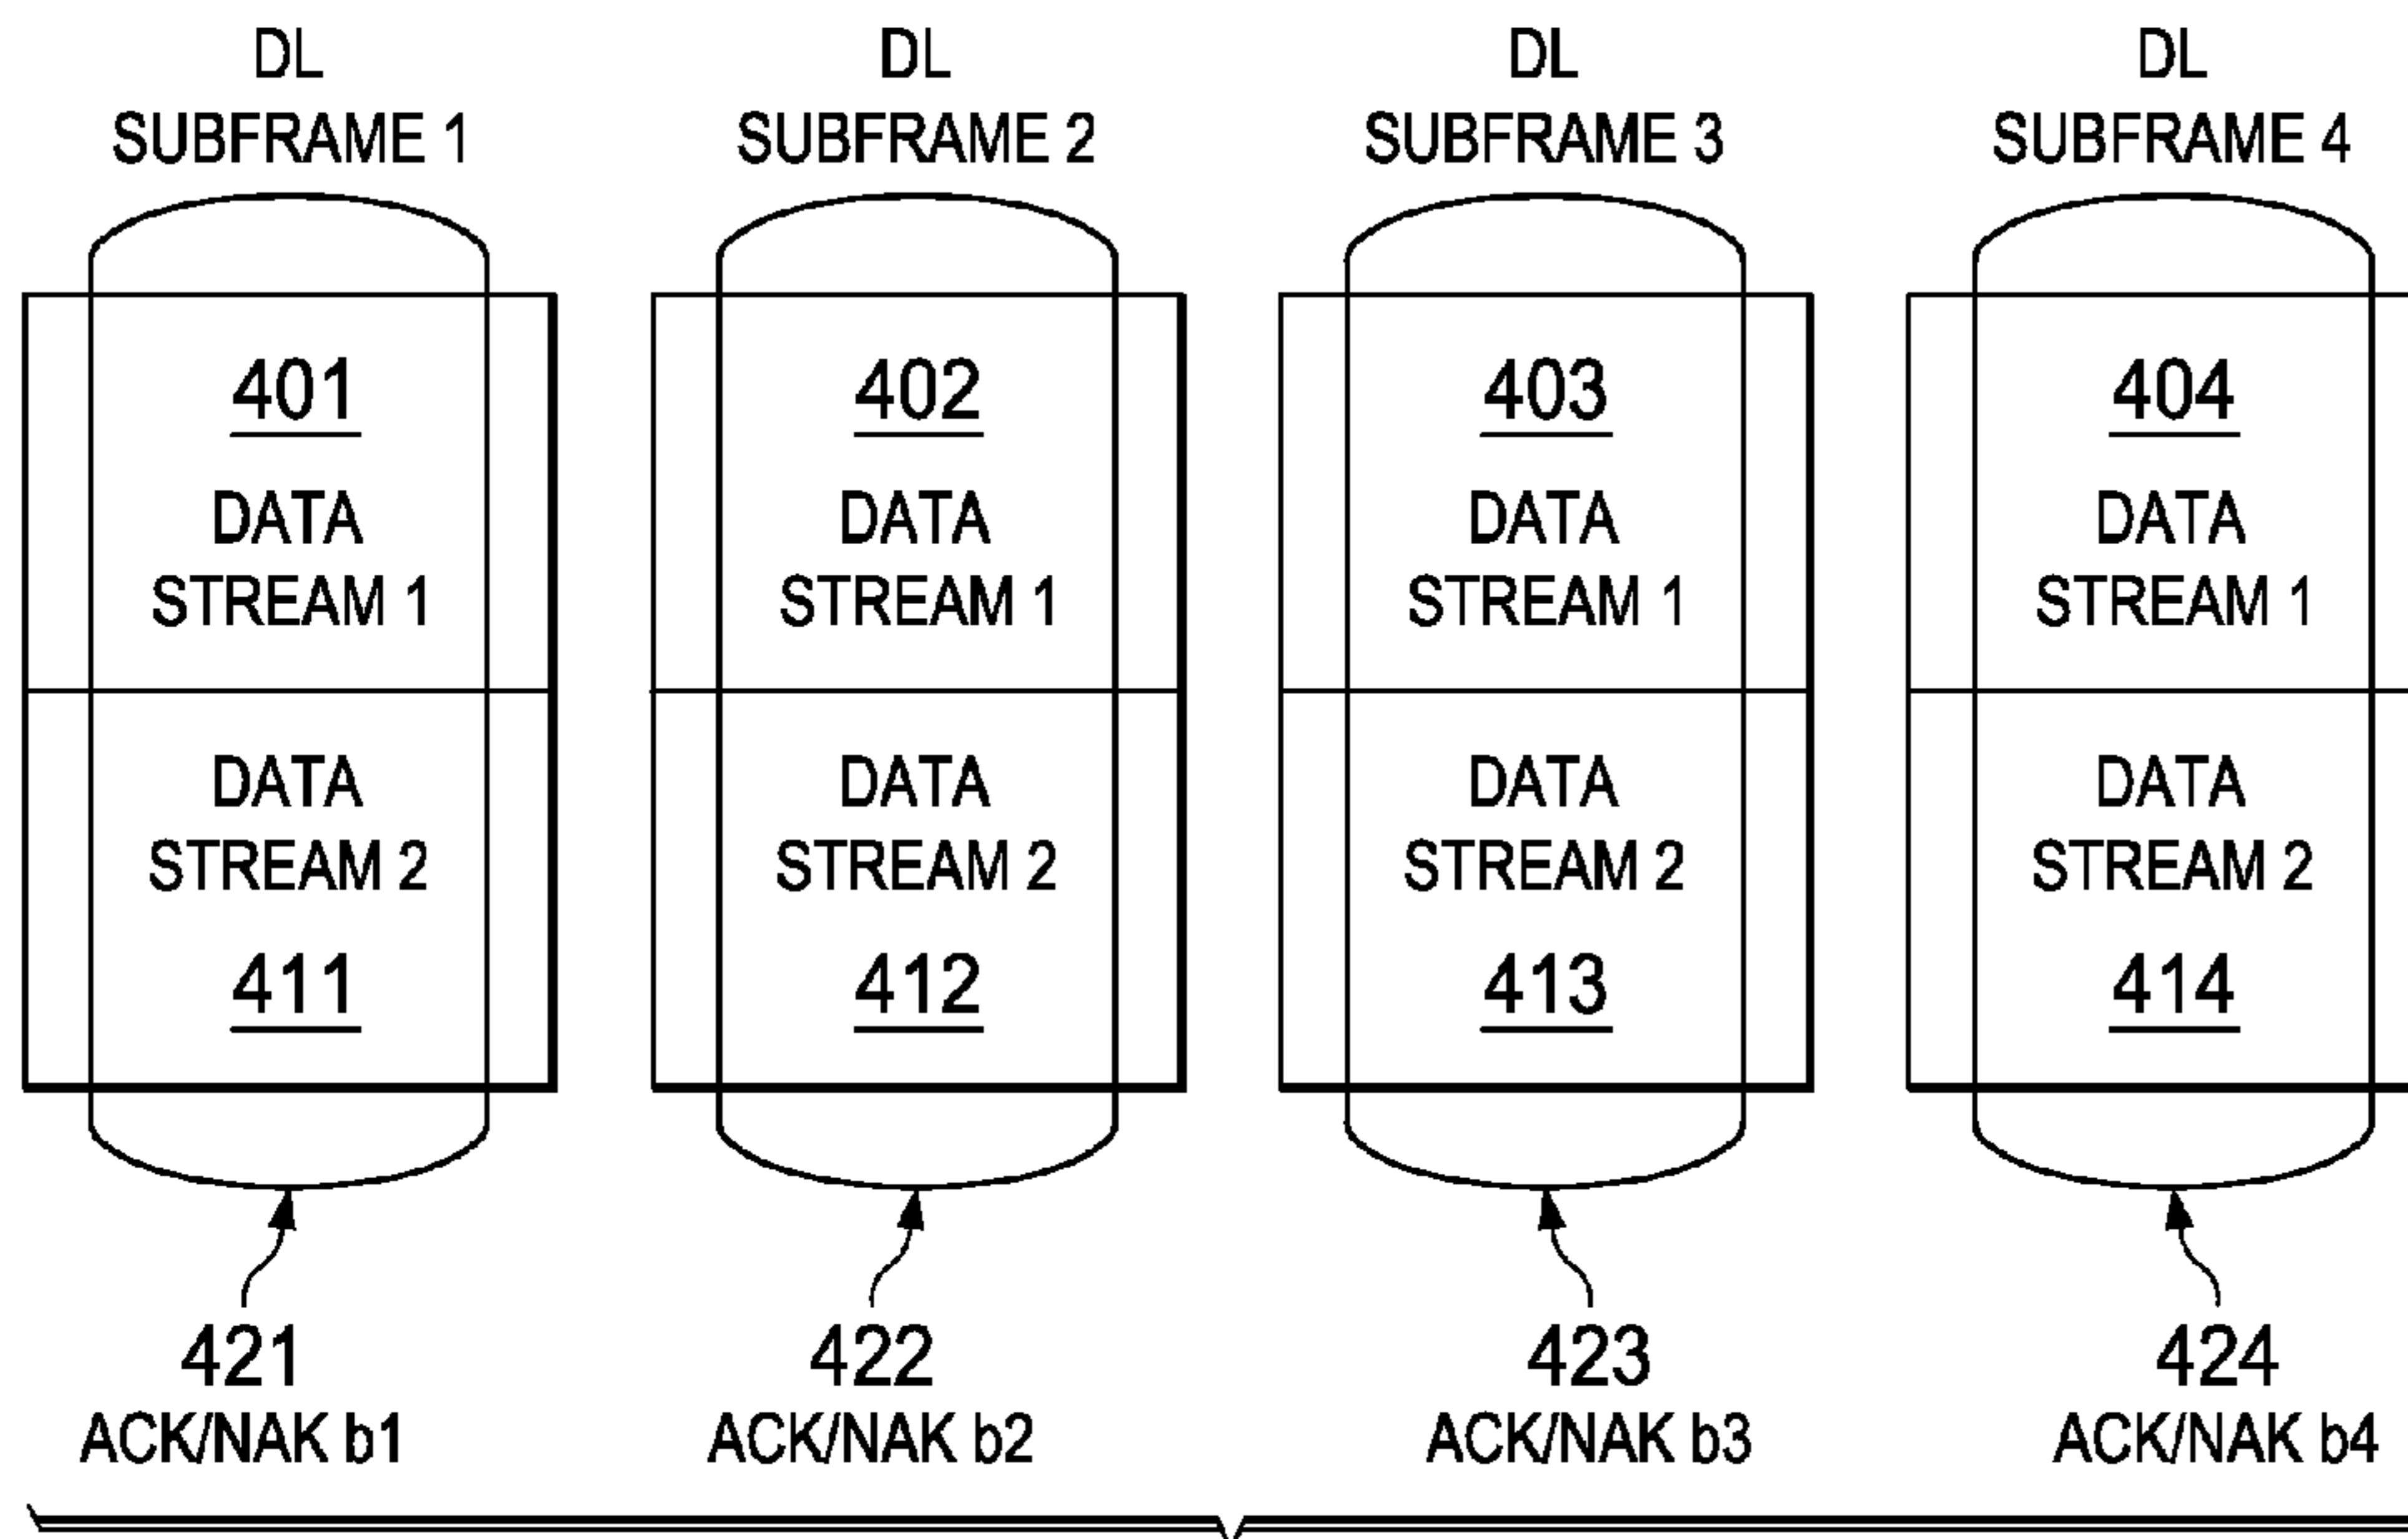 DL
SUBFRAME 1
DL
SUBFRAME 2
DL
SUBFRAME 3
DL
SUBFRAME 4
401
DATA
STREAM 1
402
DATA
STREAM 1
403
DATA
STREAM 1
404
DATA
STREAM 1
DATA
STREAM 2
411
DATA
STREAM 2
412
DATA
STREAM 2
413
DATA
STREAM 2
414
421
ACK/NAK b1
422
ACK/NAK b2
423
ACK/NAK b3
424
ACK/NAK b4